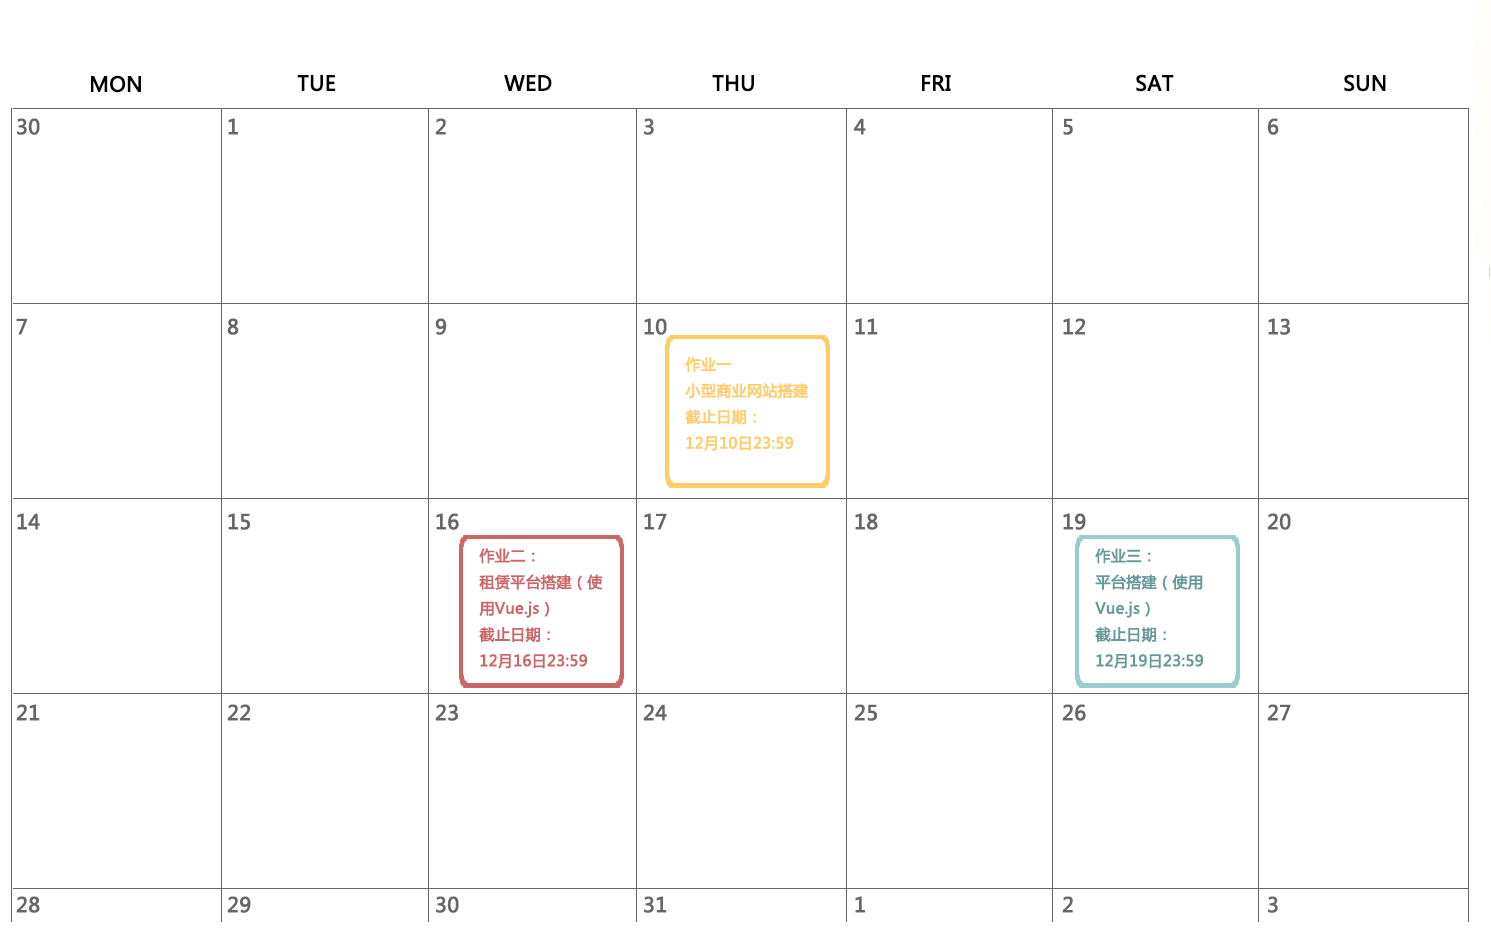 MON TUE WED THU FRI SAT SUN
30 1 2 3 4 5 6
7 8 9 10 11 12 13
作业一
小型商业网站搭建
截止日期：
12月10日23:59
14 15 16 17 18 19 20
作业二：
租赁平台搭建（使
用Vue.js）
截止日期：
12月16日23:59
作业三：
平台搭建（使用
Vue.js）
截止日期：
12月19日23:59
21 22 23 24 25 26 27
28 29 30 31 1 2 3